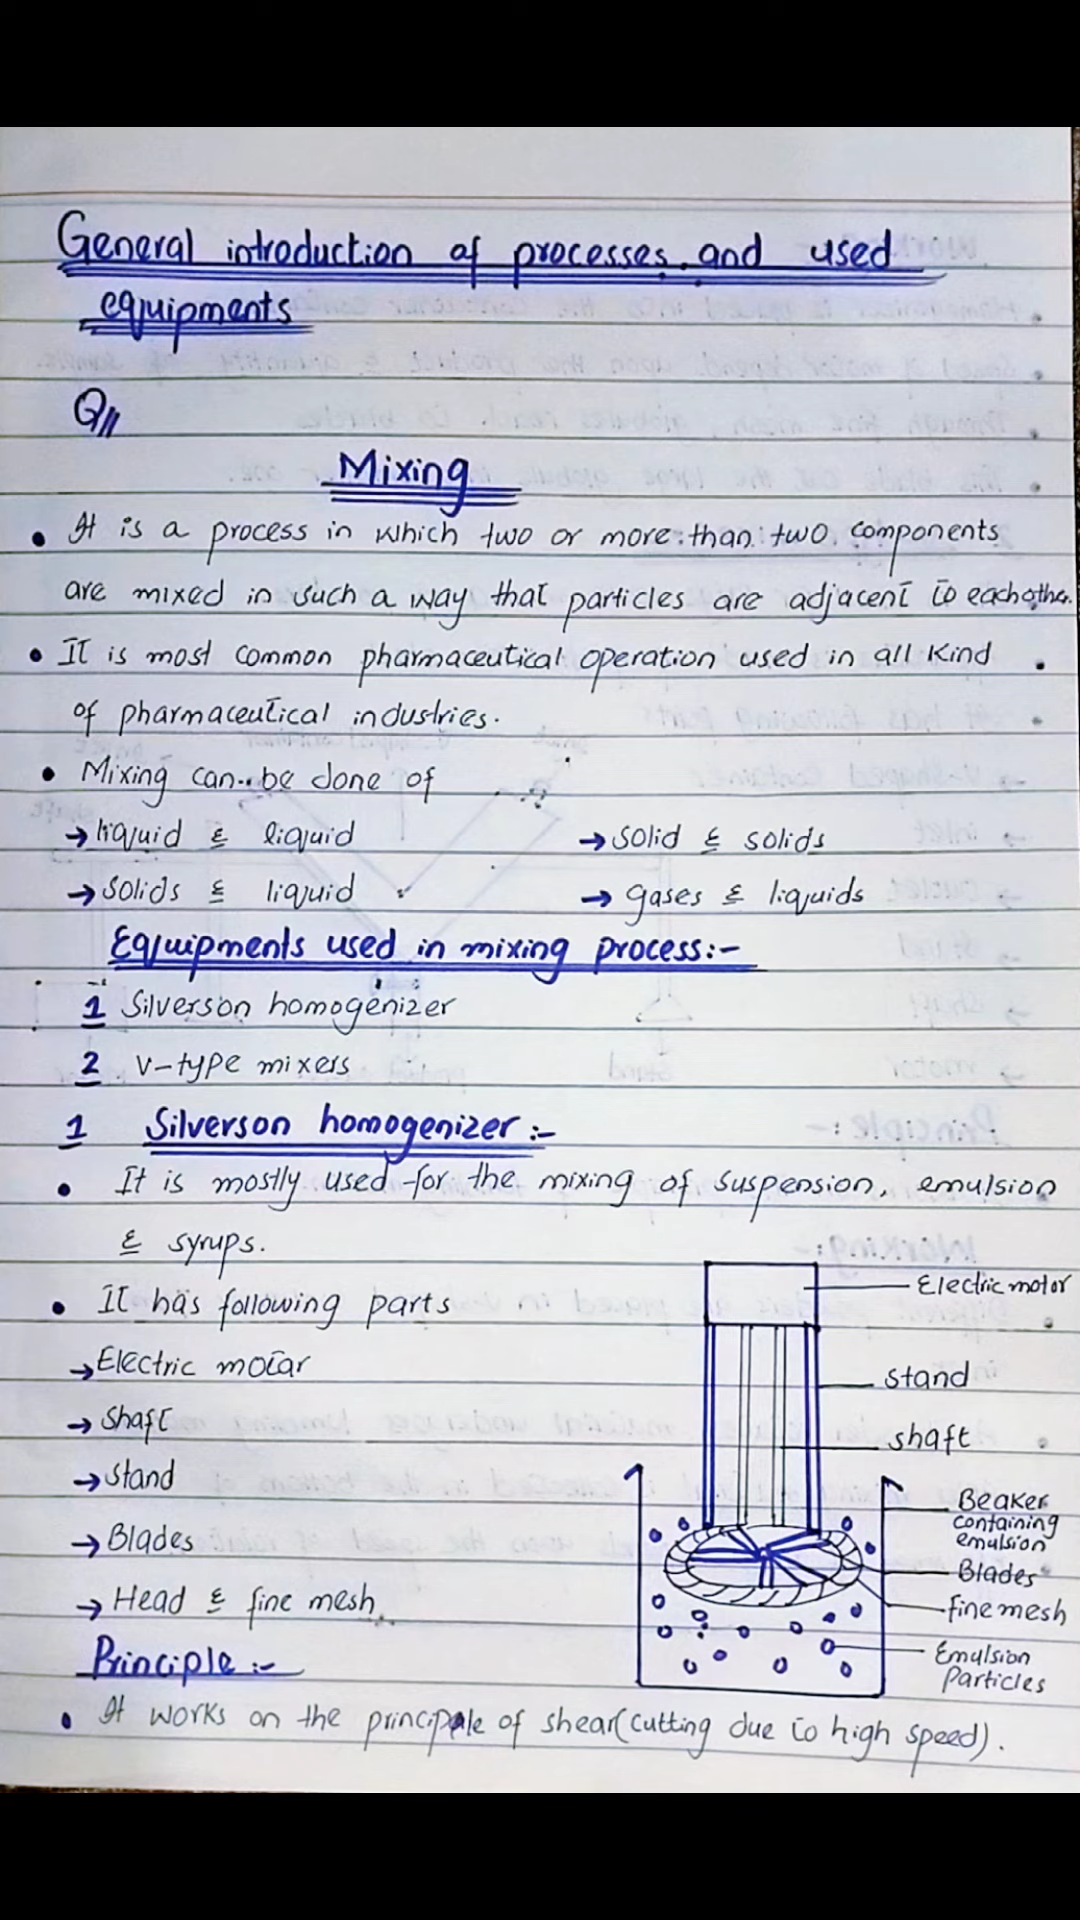 General introduction of processes and used
equipments
Q//
Mixing
• It is a process in which two or more than two components
are mixed in such a way that particles are adjacent to each other.
• It is most common pharmaceutical operation used in all kind
of pharmaceutical industries.
• Mixing can be done of
→ liquid & liquid → solid & solids
→ solids & liquid → gases & liquids
Equipments used in mixing process:-
1 Silverson homogenizer
2 V-type mixers
1 Silverson homogenizer:-
• It is mostly used for the mixing of suspension, emulsion
& syrups.
• It has following parts
→ Electric motar
→ shaft
→ stand
→ Blades
→ Head & fine mesh
Electric motor
stand
shaft
Beaker
containing
emulsion
Blades
fine mesh
Emulsion
Particles
Principle:-
• It works on the principale of shear (cutting due to high speed).